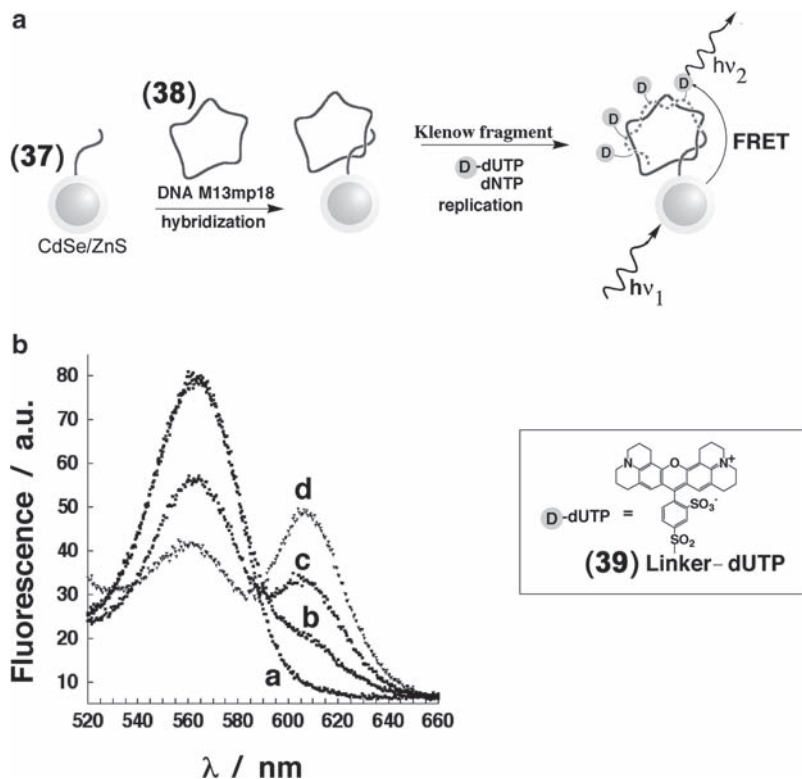 a
(37)
(38)
CdSe/ZnS
DNA M13mp18
hybridization
Klenow fragment
D -dUTP
dNTP
replication
D
D
D
D
hν2
FRET
hν1
b
Fluorescence / a.u.
80
70
60
50
40
30
20
10
d
c
b
a
520 540 560 580 600 620 640 660
λ / nm
N O N+
SO3-
D -dUTP =
SO2
(39) Linker– dUTP